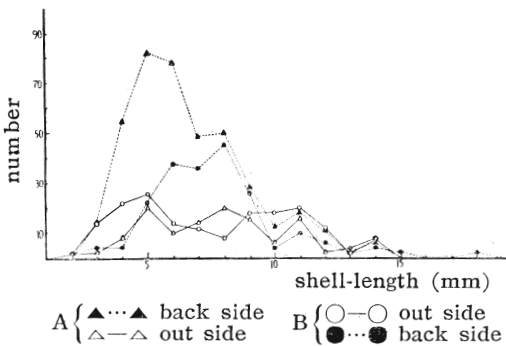 90
70
number
50
30
10
5
10
15
shell-length (mm)
A { ▲···▲ back side
△—△ out side
B { ○—○ out side
●···● back side